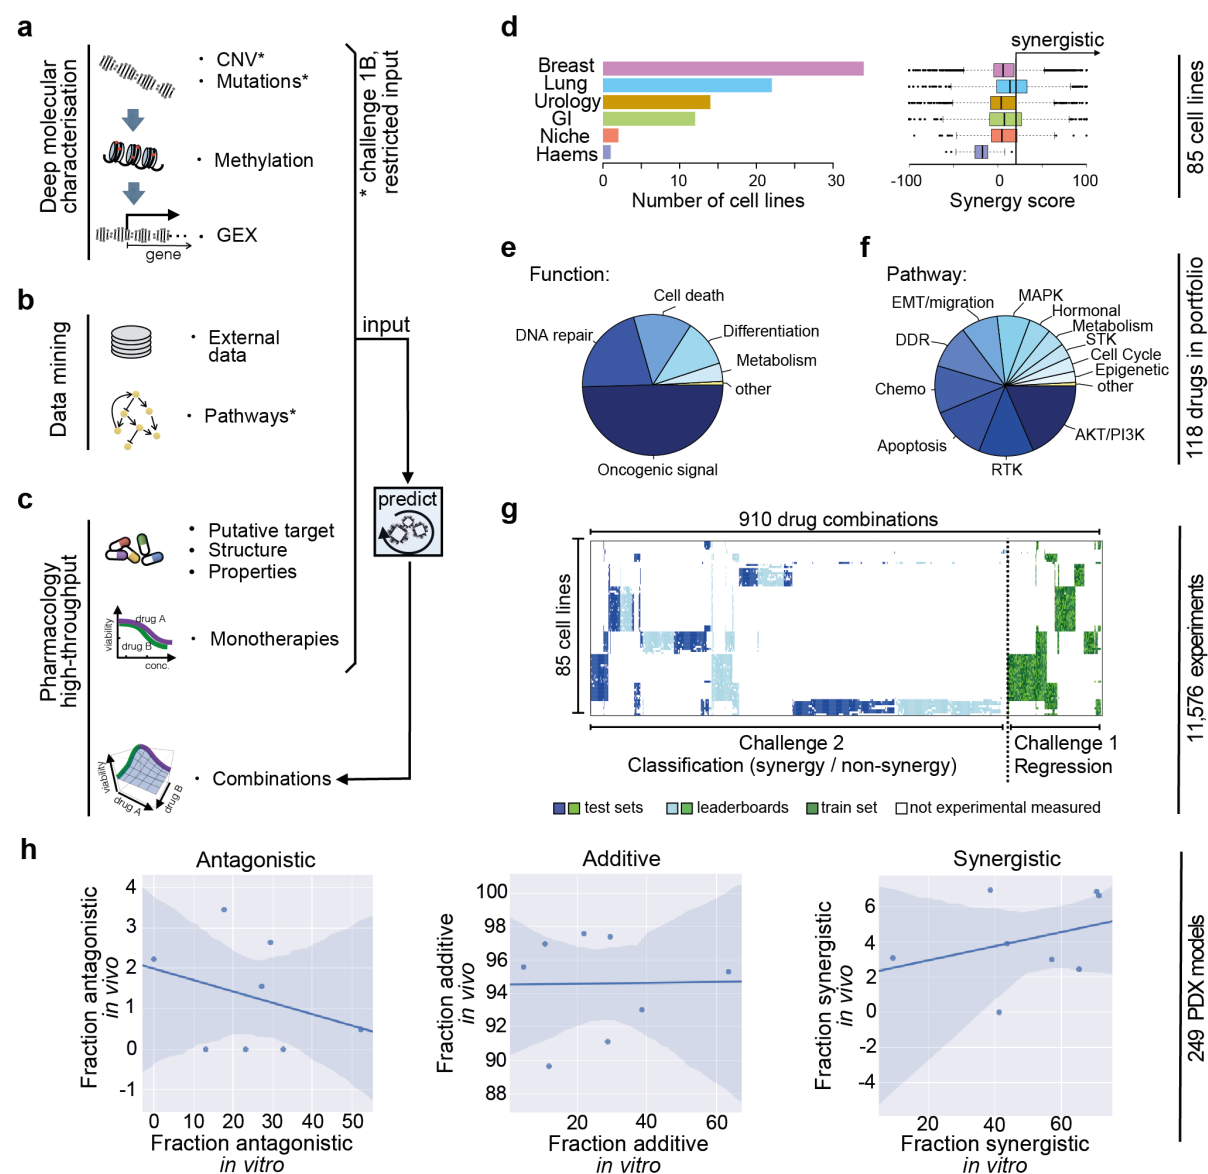 a
Deep molecular
characterisation
· CNV*
· Mutations*
· Methylation
· GEX
gene
* challenge 1B,
restricted input
b
Data mining
· External
data
· Pathways*
input
predict
c
Pharmacology
high-throughput
• Putative target
• Structure
• Properties
viability
drug A
drug B
conc.
· Monotherapies
viability
drug A
drug B
· Combinations
d
Breast
Lung
Urology
GI
Niche
Haems
0 10 20 30
Number of cell lines
synergistic
-100 0 100
Synergy score
85 cell lines
e
Function:
Cell death
DNA repair
Differentiation
Metabolism
other
Oncogenic signal
f
Pathway:
MAPK
EMT/migration
Hormonal
Metabolism
STK
DDR
Cell Cycle
Epigenetic
Chemo
other
Apoptosis
AKT/PI3K
RTK
118 drugs in portfolio
g
910 drug combinations
85 cell lines
Challenge 2
Classification (synergy / non-synergy)
Challenge 1
Regression
test sets leaderboards train set not experimental measured
11,576 experiments
h
Antagonistic
Fraction antagonistic
in vivo
4
3
2
1
0
-1
0 10 20 30 40 50
Fraction antagonistic
in vitro
Additive
Fraction additive
in vivo
100
98
96
94
92
90
88
20 40 60
Fraction additive
in vitro
Synergistic
Fraction synergistic
in vivo
6
4
2
0
-2
-4
20 40 60
Fraction synergistic
in vitro
249 PDX models